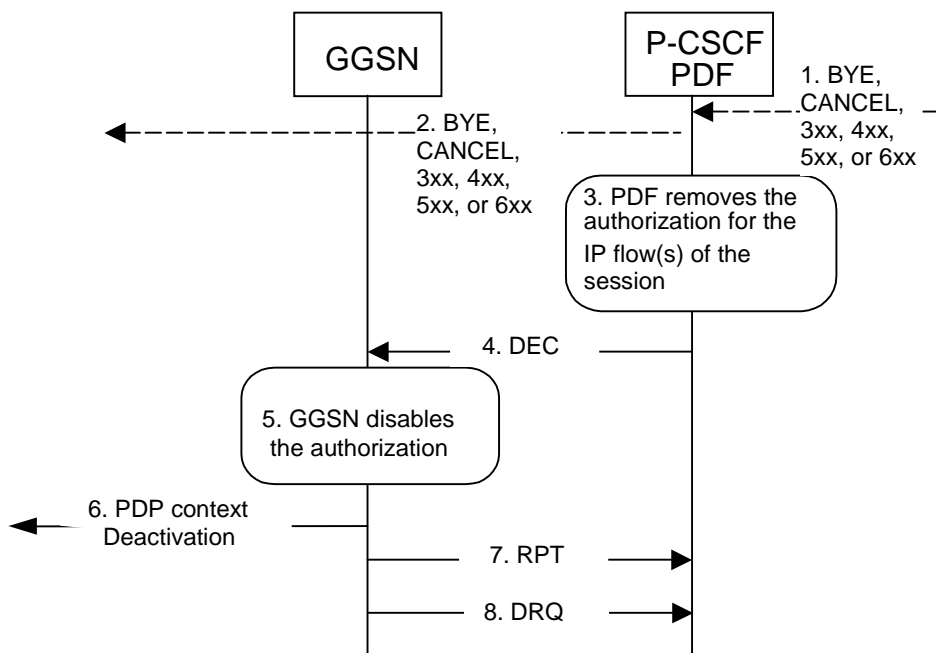 GGSN
P-CSCF
PDF
1. BYE,
CANCEL,
3xx, 4xx,
5xx, or 6xx
2. BYE,
CANCEL,
3xx, 4xx,
5xx, or 6xx
3. PDF removes the
authorization for the
IP flow(s) of the
session
4. DEC
5. GGSN disables
the authorization
6. PDP context
Deactivation
7. RPT
8. DRQ